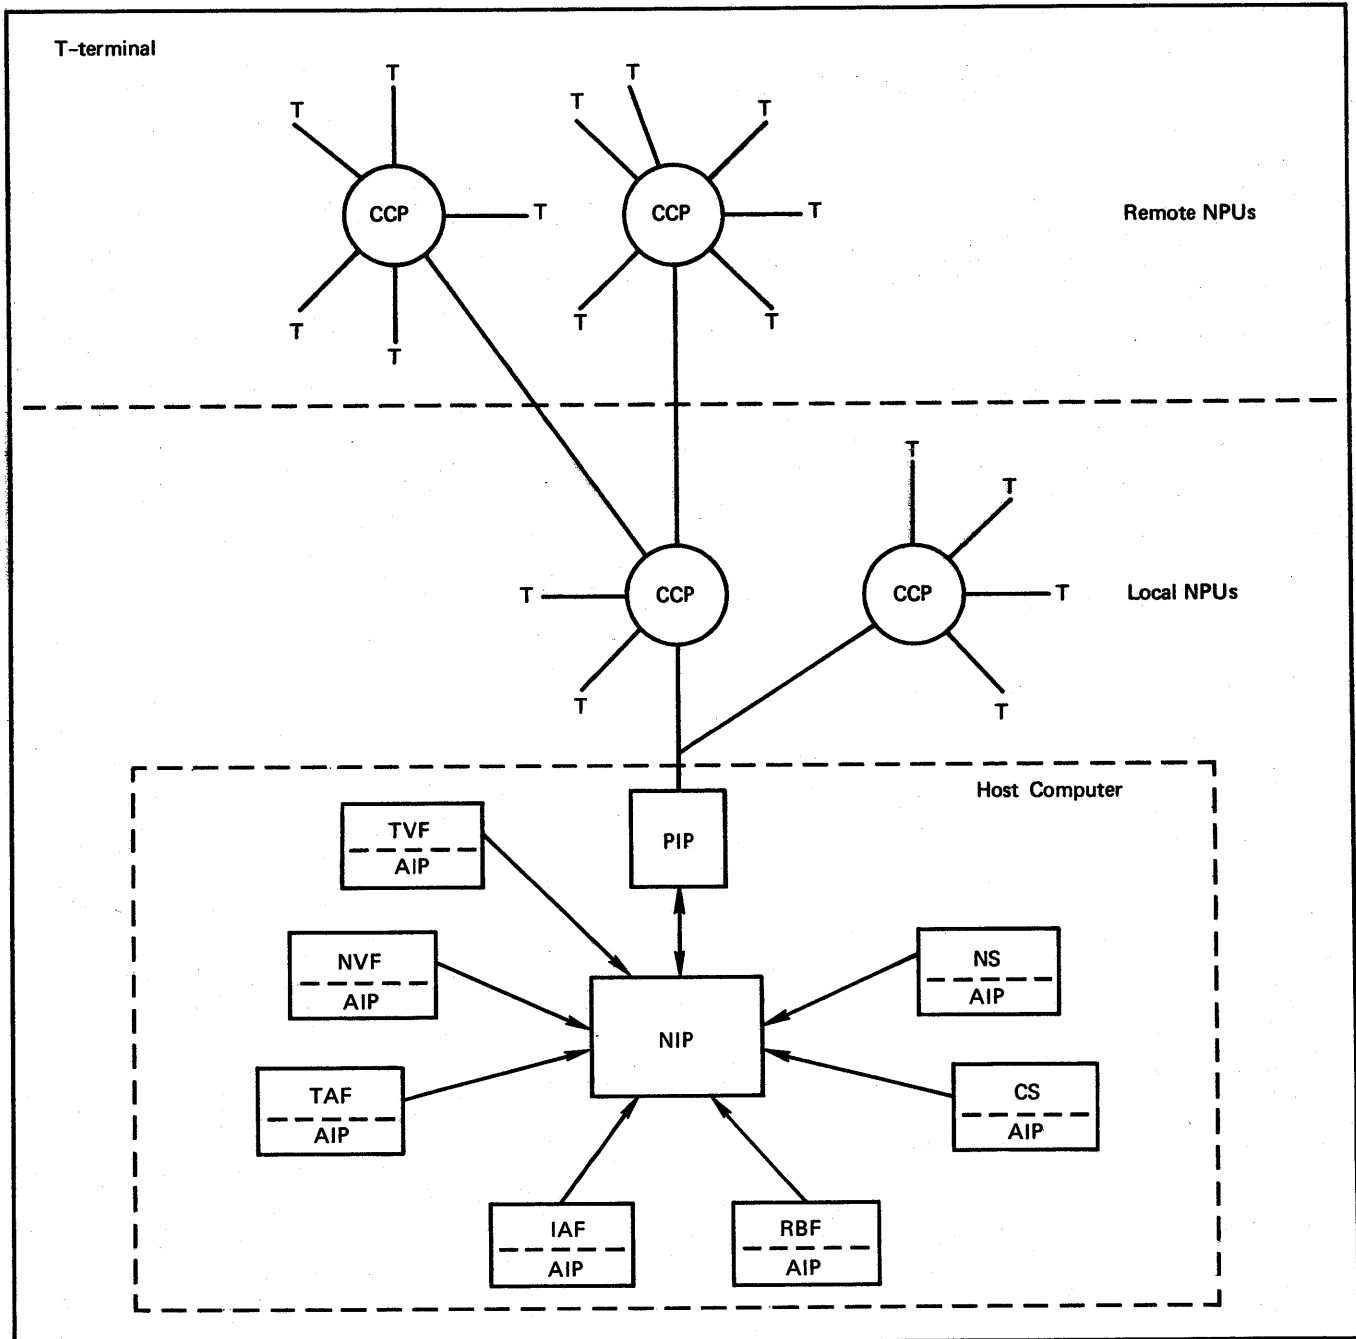 T-terminal
T
T
T
T
T
T
CCP
T
CCP
T
Remote NPUs
T
T
T
T
T
T
T
CCP
T
CCP
T
Local NPUs
T
T
Host Computer
TVF
AIP
PIP
NVF
AIP
NS
AIP
NIP
TAF
AIP
CS
AIP
IAF
AIP
RBF
AIP